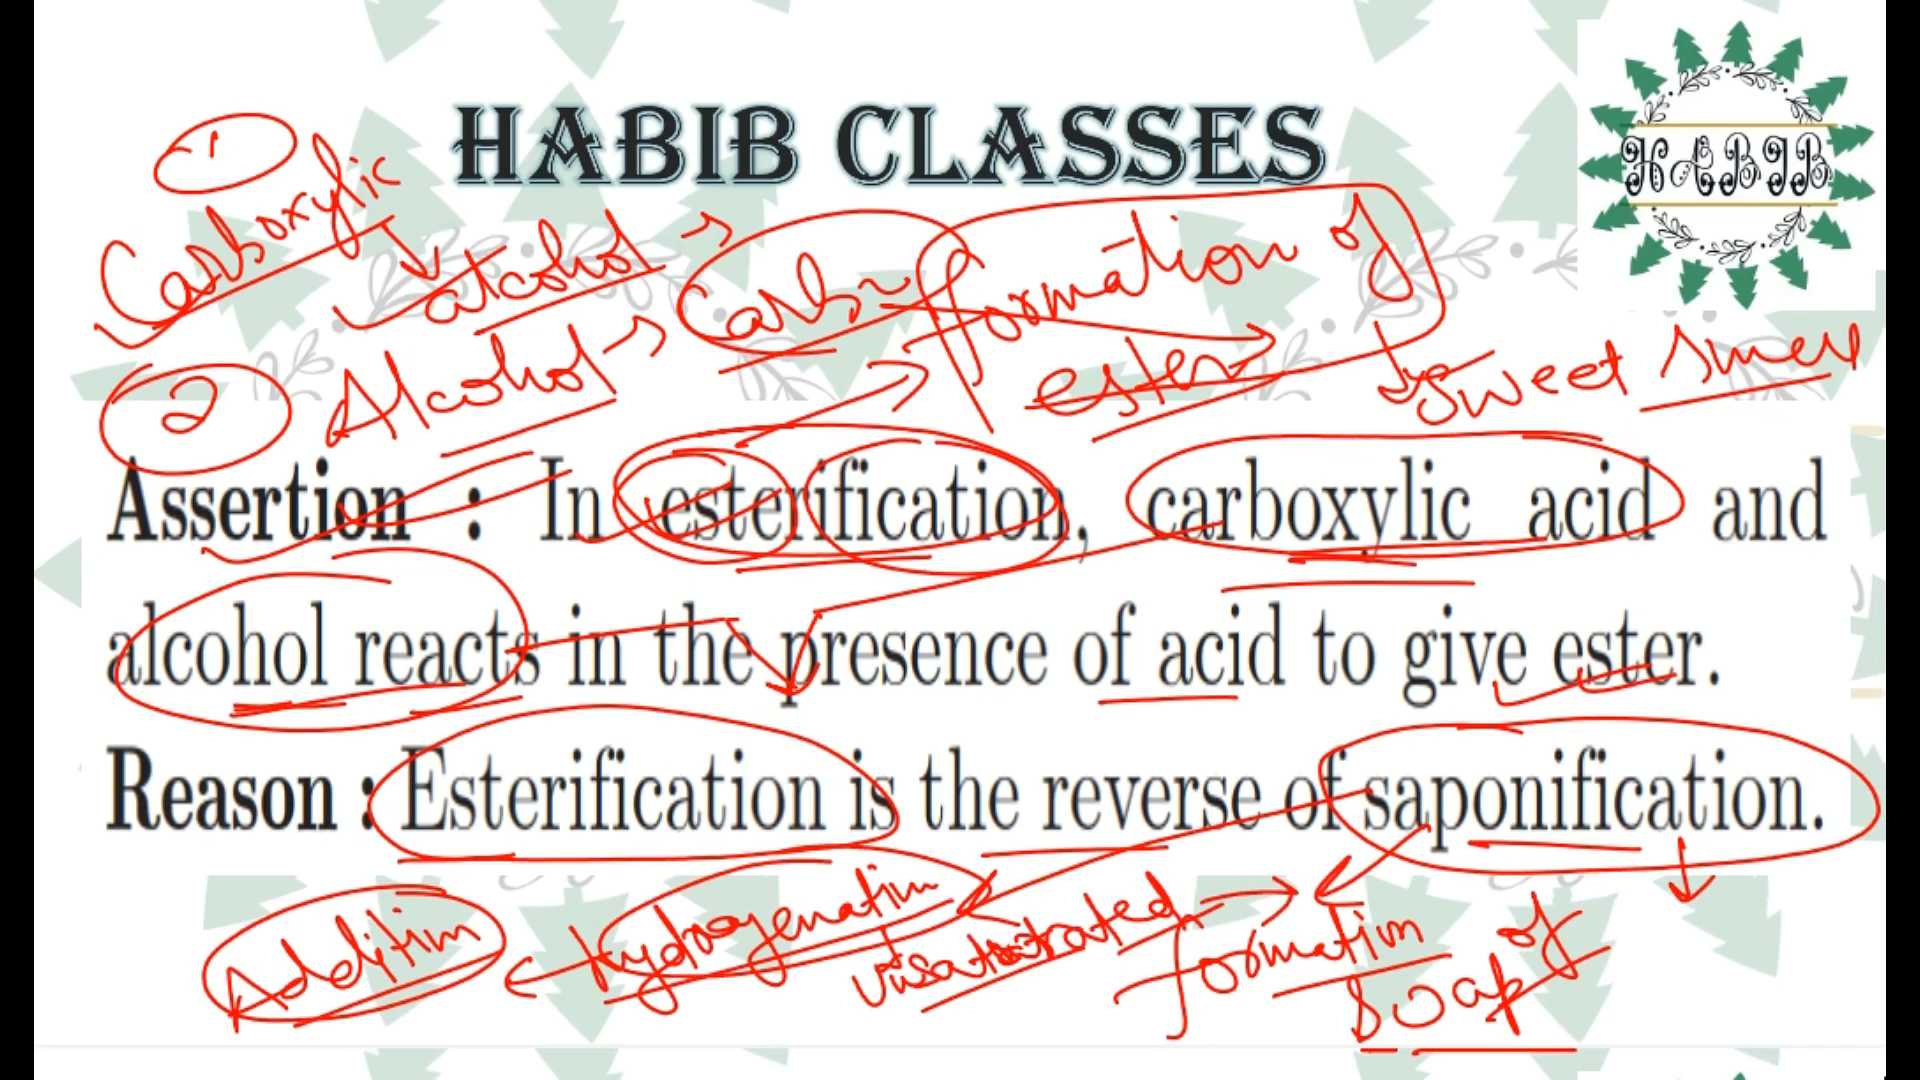 HABIB CLASSES
HABIB
1
Carboxylic
alcohol
formation of
ester
Sweet smell
2
Alcohol
Assertion : In esterification, carboxylic acid and
alcohol reacts in the presence of acid to give ester.
Reason : Esterification is the reverse of saponification.
Addition
hydrogenation
formation of
soap